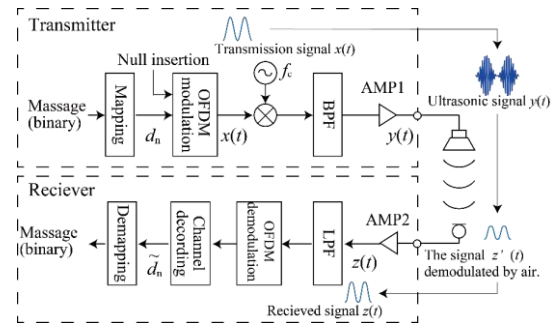 Transmitter
Transmission signal x(t)
Null insertion
f_c
AMP1
Massage
(binary)
Mapping
d_n
OFDM
modulation
x(t)
BPF
y(t)
Ultrasonic signal y(t)
Reciever
AMP2
Massage
(binary)
Demapping
d̃_n
Channel
decording
OFDM
demodulation
LPF
z(t)
The signal z'(t)
demodulated by air.
Recieved signal z(t)